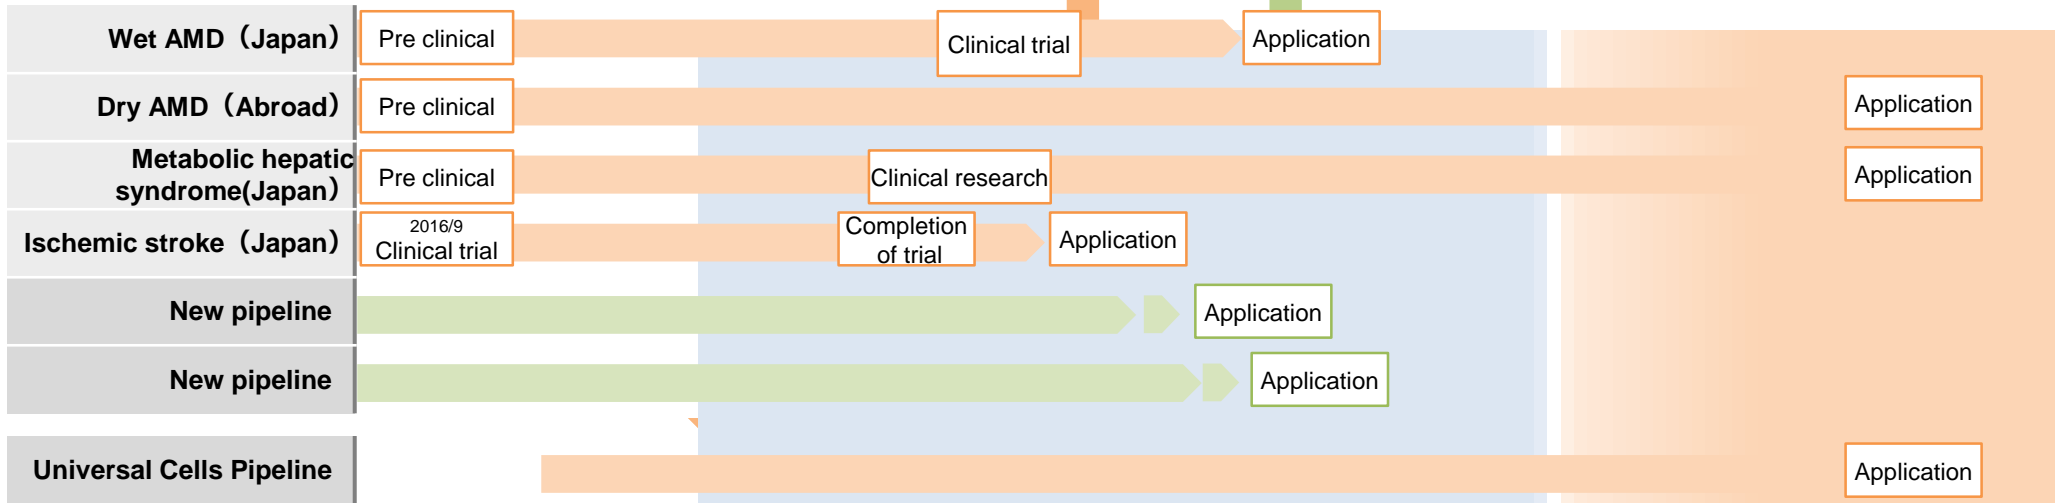 Wet AMD（Japan） Pre clinical Clinical trial Application
Dry AMD（Abroad） Pre clinical Application
Metabolic hepatic
syndrome(Japan） Pre clinical Clinical research Application
Ischemic stroke（Japan） 2016/9
Clinical trial Completion
of trial Application
New pipeline Application
New pipeline Application
Universal Cells Pipeline Application